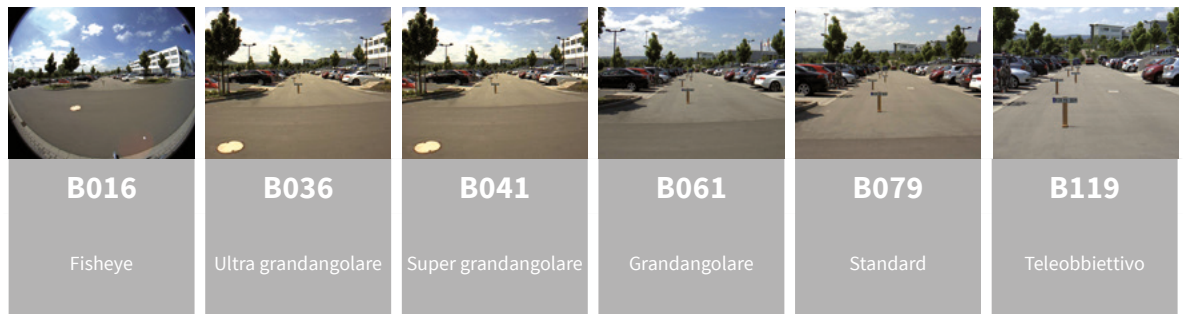 B016
B036
B041
B061
B079
B119
Fisheye
Ultra grandangolare
Super grandangolare
Grandangolare
Standard
Teleobbiettivo